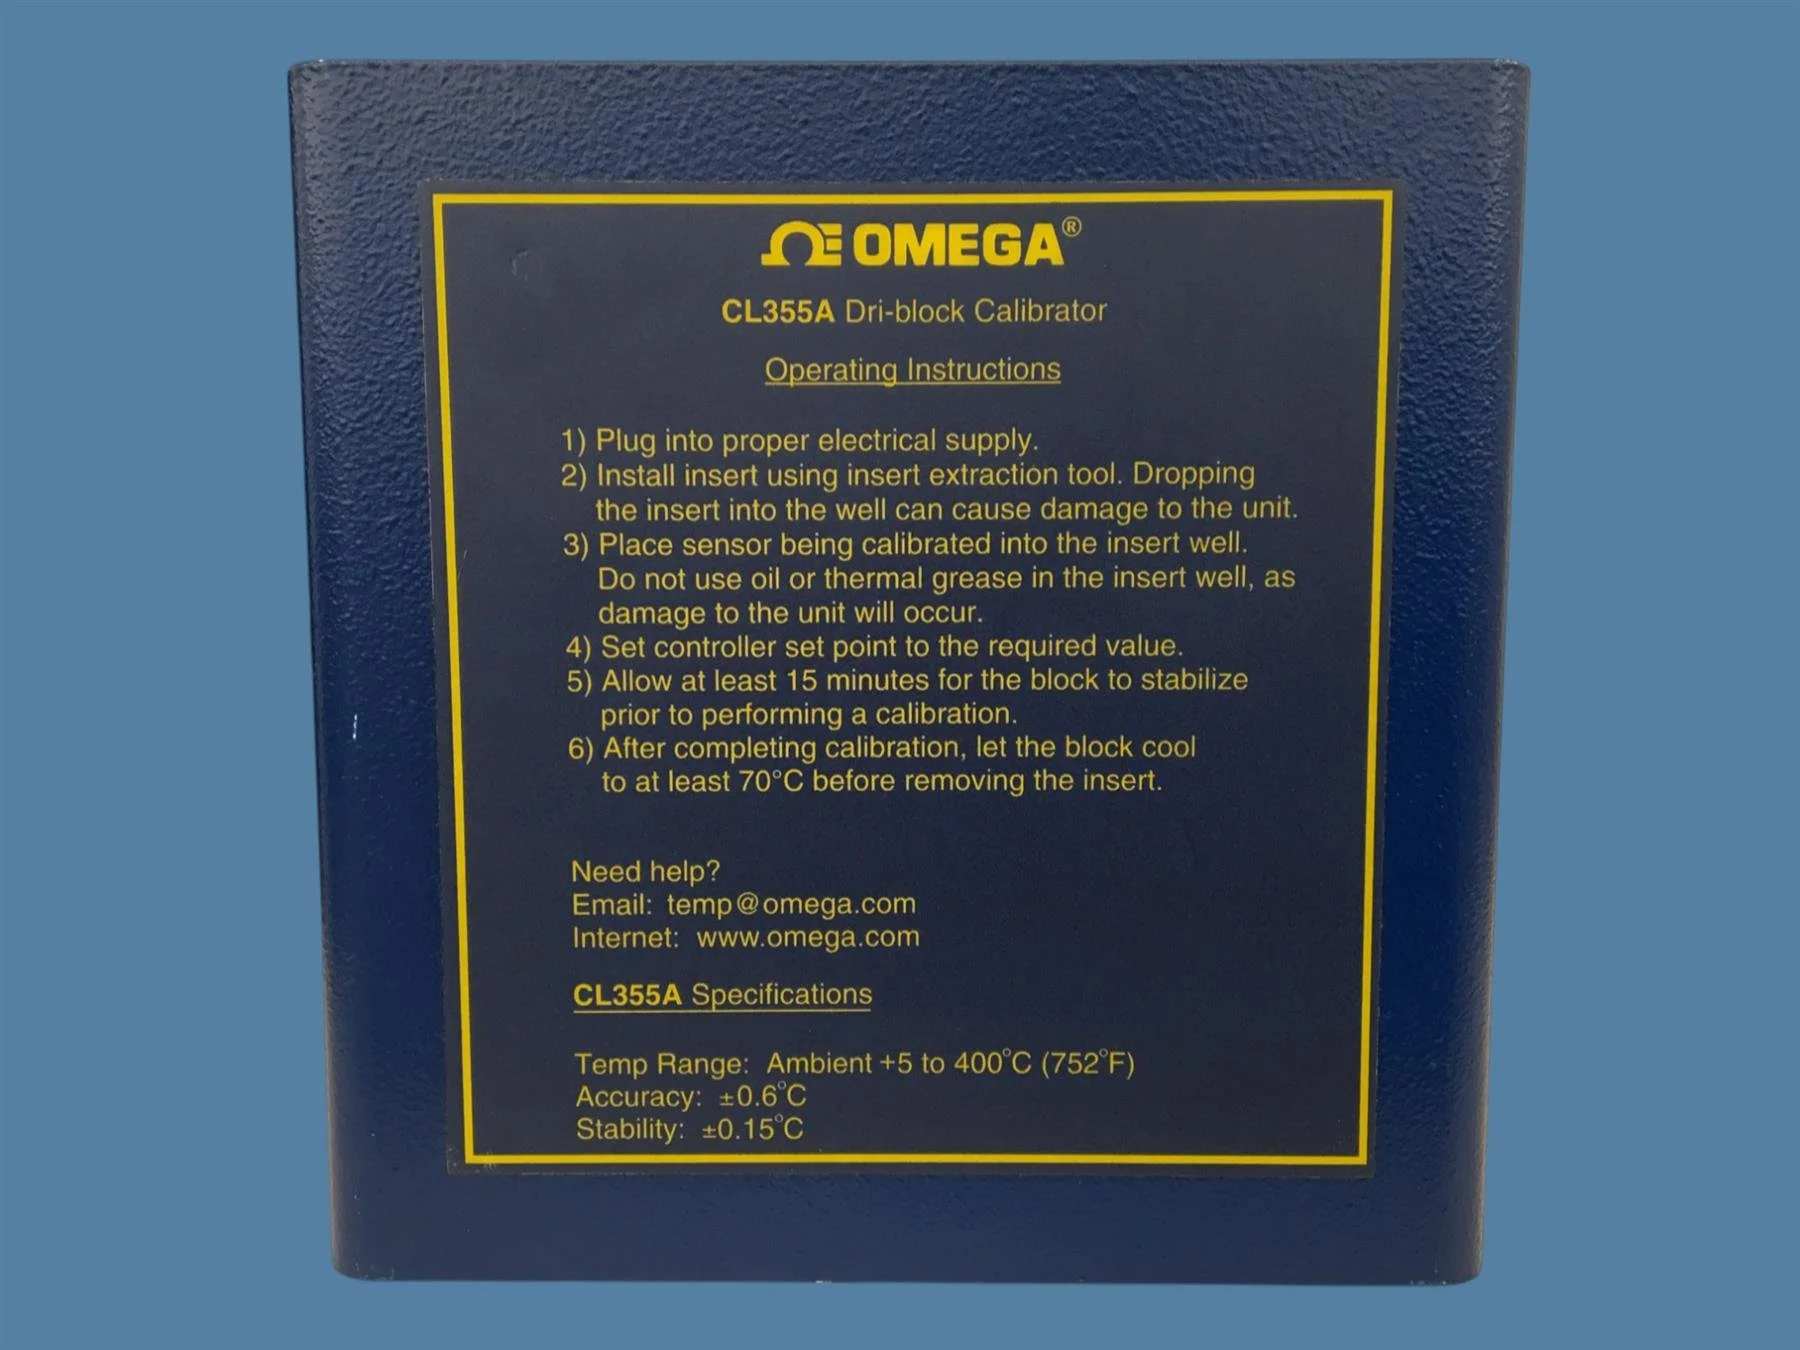 ΩE OMEGA®
CL355A Dri-block Calibrator
Operating Instructions
1) Plug into proper electrical supply.
2) Install insert using insert extraction tool. Dropping
the insert into the well can cause damage to the unit.
3) Place sensor being calibrated into the insert well.
Do not use oil or thermal grease in the insert well, as
damage to the unit will occur.
4) Set controller set point to the required value.
5) Allow at least 15 minutes for the block to stabilize
prior to performing a calibration.
6) After completing calibration, let the block cool
to at least 70°C before removing the insert.
Need help?
Email: temp@omega.com
Internet: www.omega.com
CL355A Specifications
Temp Range: Ambient +5 to 400°C (752°F)
Accuracy: ±0.6°C
Stability: ±0.15°C